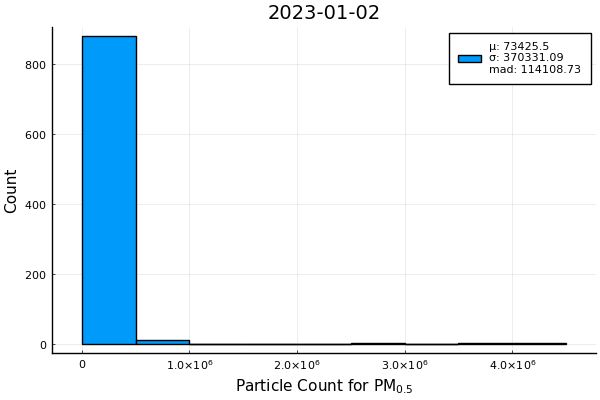 2023-01-02
μ: 73425.5
σ: 370331.09
mad: 114108.73
Count
800
600
400
200
0
0 1.0×10⁶ 2.0×10⁶ 3.0×10⁶ 4.0×10⁶
Particle Count for PM₀.₅